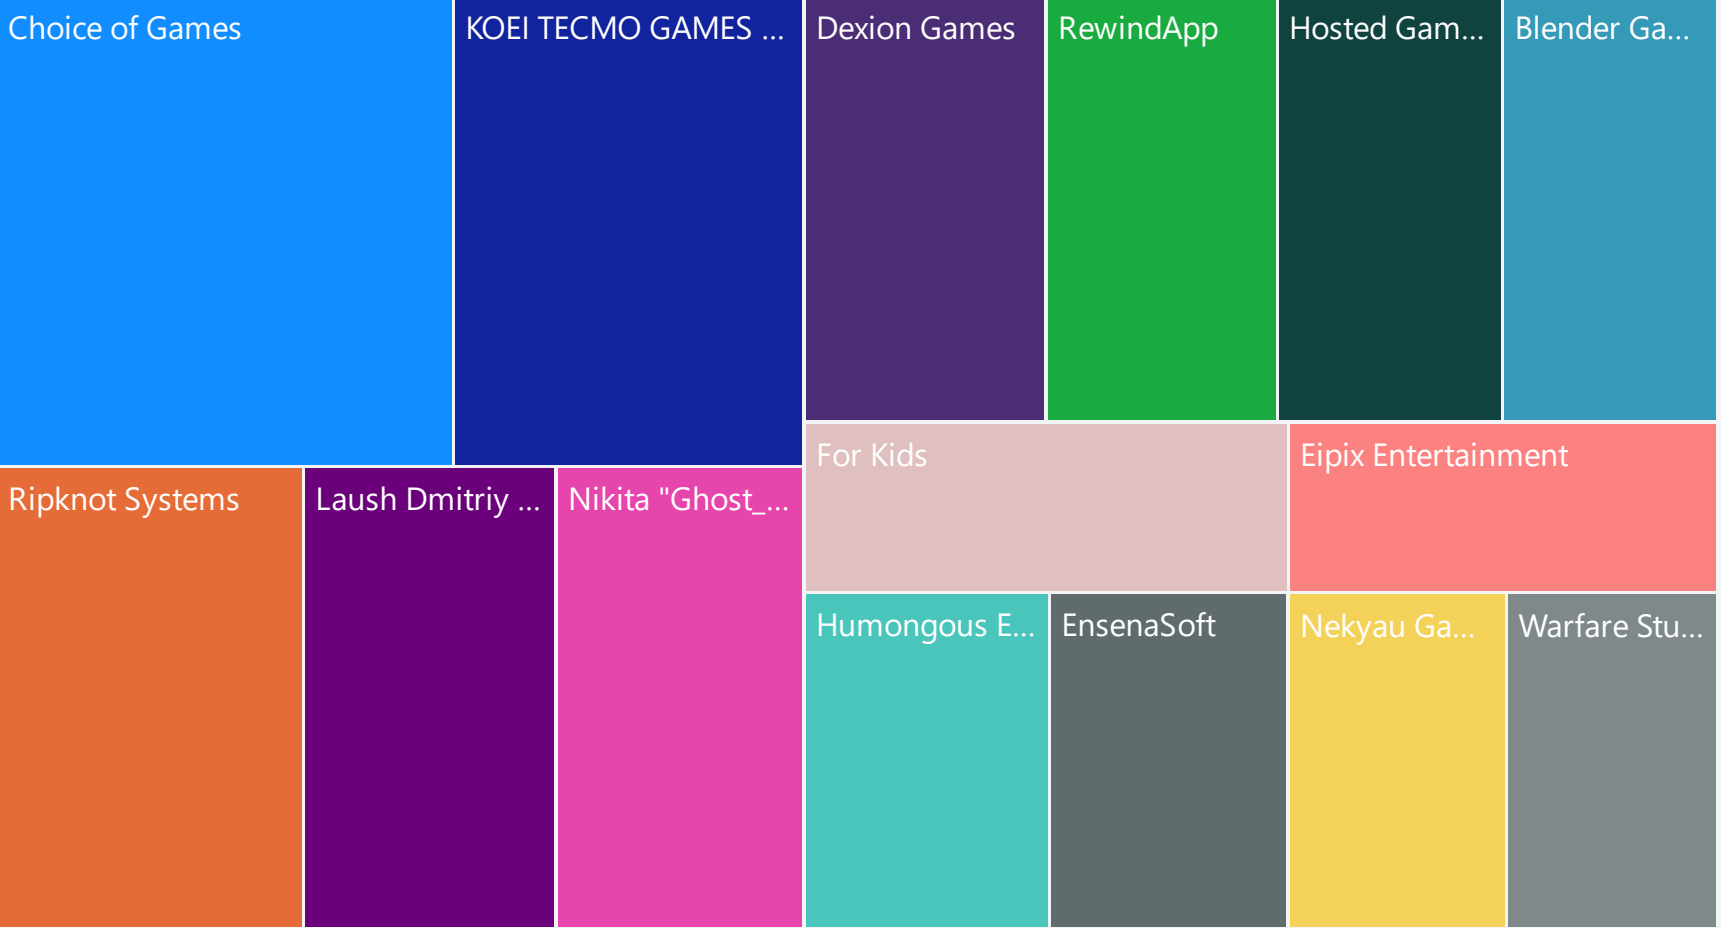 Choice of Games
KOEI TECMO GAMES ...
Dexion Games
RewindApp
Hosted Gam...
Blender Ga...
For Kids
Eipix Entertainment
Ripknot Systems
Laush Dmitriy ...
Nikita "Ghost_...
Humongous E...
EnsenaSoft
Nekyau Ga...
Warfare Stu...